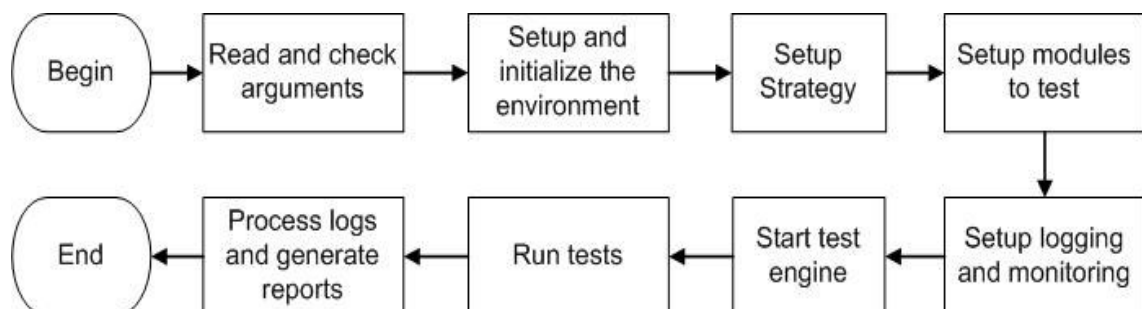 Begin
Read and check
arguments
Setup and
initialize the
environment
Setup
Strategy
Setup modules
to test
Setup logging
and monitoring
Start test
engine
Run tests
Process logs
and generate
reports
End